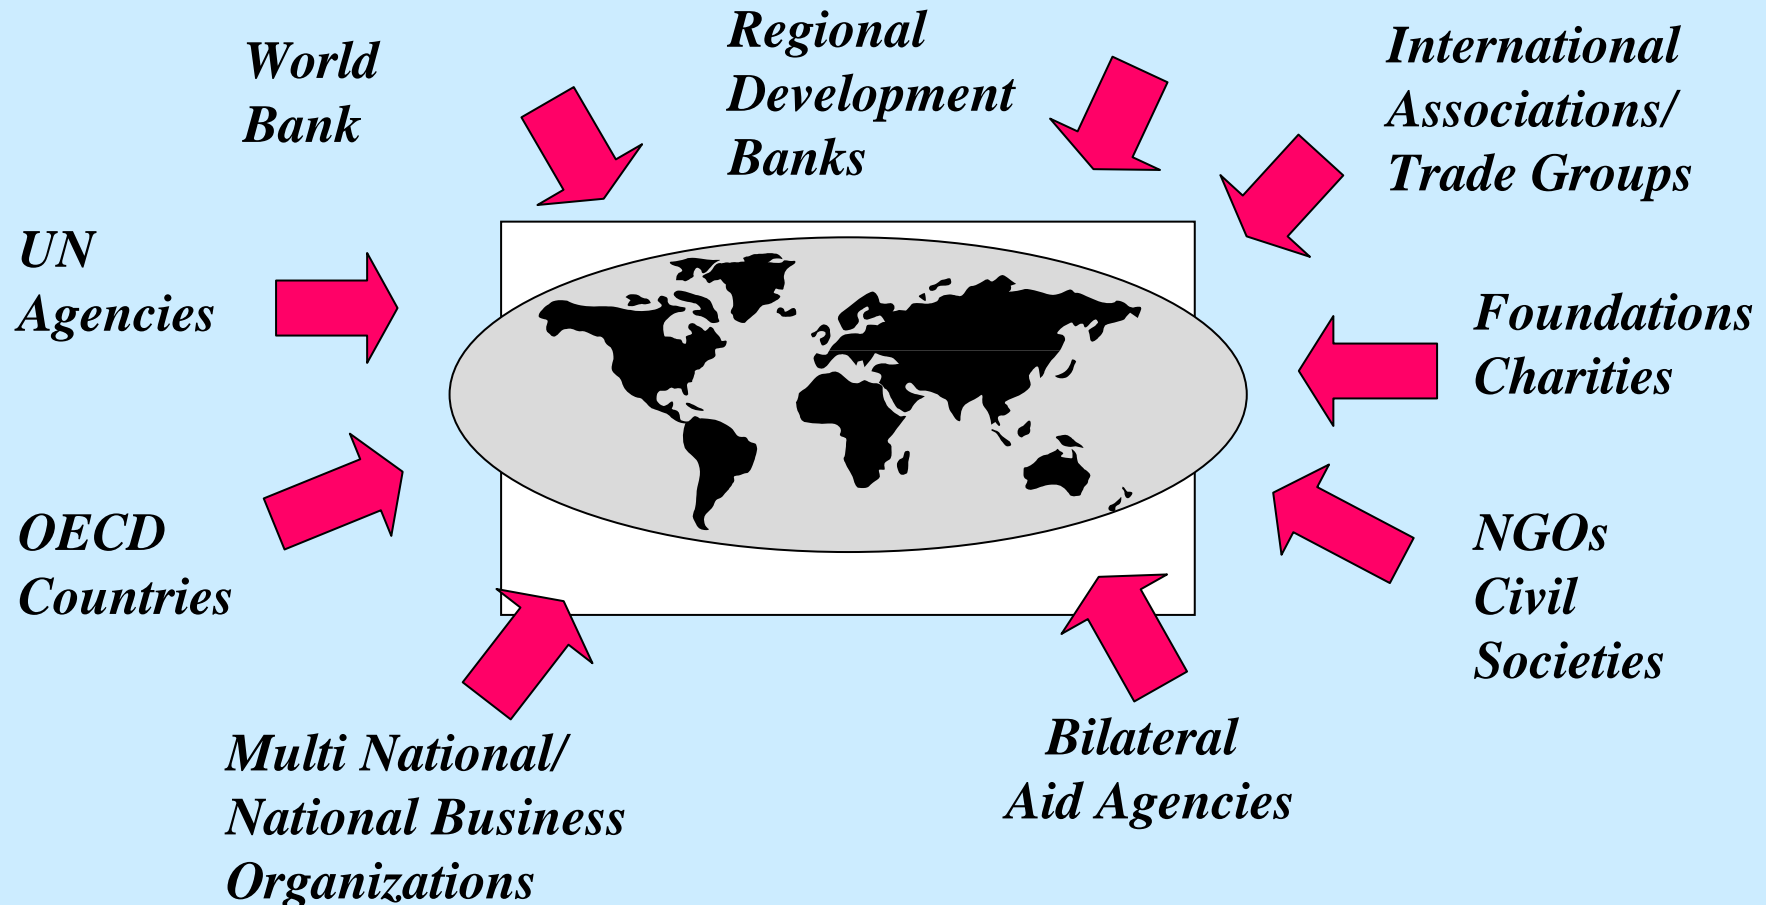 World
Bank
Regional
Development
Banks
International
Associations/
Trade Groups
UN
Agencies
Foundations
Charities
OECD
Countries
NGOs
Civil
Societies
Multi National/
National Business
Organizations
Bilateral
Aid Agencies